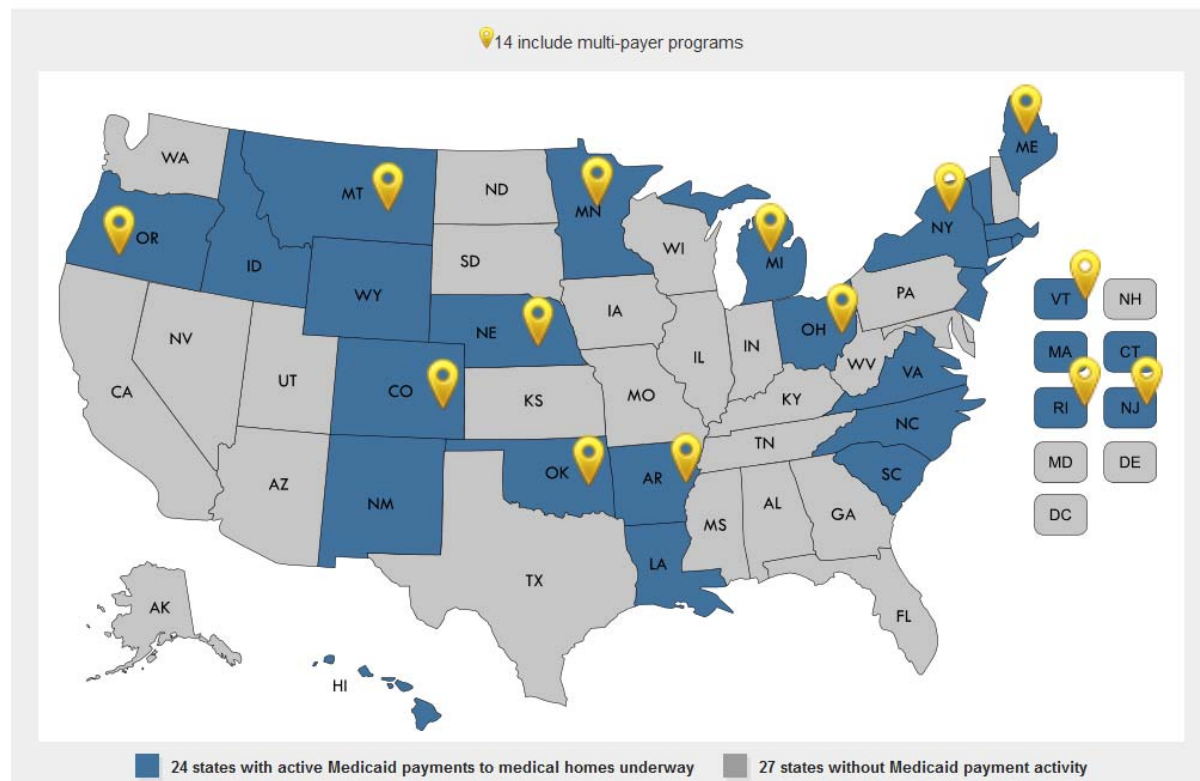 14 include multi-payer programs
WA
MT
ND
MN
ME
OR
ID
SD
WI
MI
NY
WY
VT
NH
NE
IA
PA
NV
OH
MA
CT
UT
CO
IL
IN
WV
VA
CA
KS
MO
KY
RI
NJ
NC
TN
AZ
NM
OK
AR
SC
MD
DE
MS
AL
GA
DC
TX
LA
AK
FL
HI
24 states with active Medicaid payments to medical homes underway
27 states without Medicaid payment activity